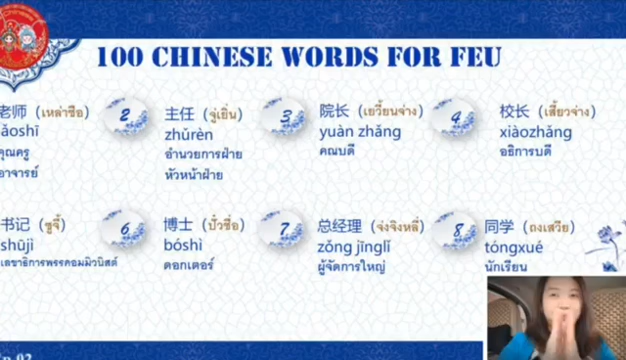 100 CHINESE WORDS FOR FEU
老师 (เหล่าซือ)
ǎoshī
คุณครู
อาจารย์
2
主任 (จู่เยิ่น)
zhǔrèn
อำนวยการฝ่าย
หัวหน้าฝ่าย
3
院长 (เยวี้ยนจ่าง)
yuàn zhǎng
คณบดี
4
校长 (เสี้ยวจ่าง)
xiàozhǎng
อธิการบดี
书记 (ซูจี้)
shūjì
เลขาธิการพรรคคอมมิวนิสต์
6
博士 (ป๋อซื่อ)
bóshì
ดอกเตอร์
7
总经理 (จ่งจิงหลี่)
zǒng jīnglǐ
ผู้จัดการใหญ่
8
同学 (ถงเสวีย)
tóngxué
นักเรียน